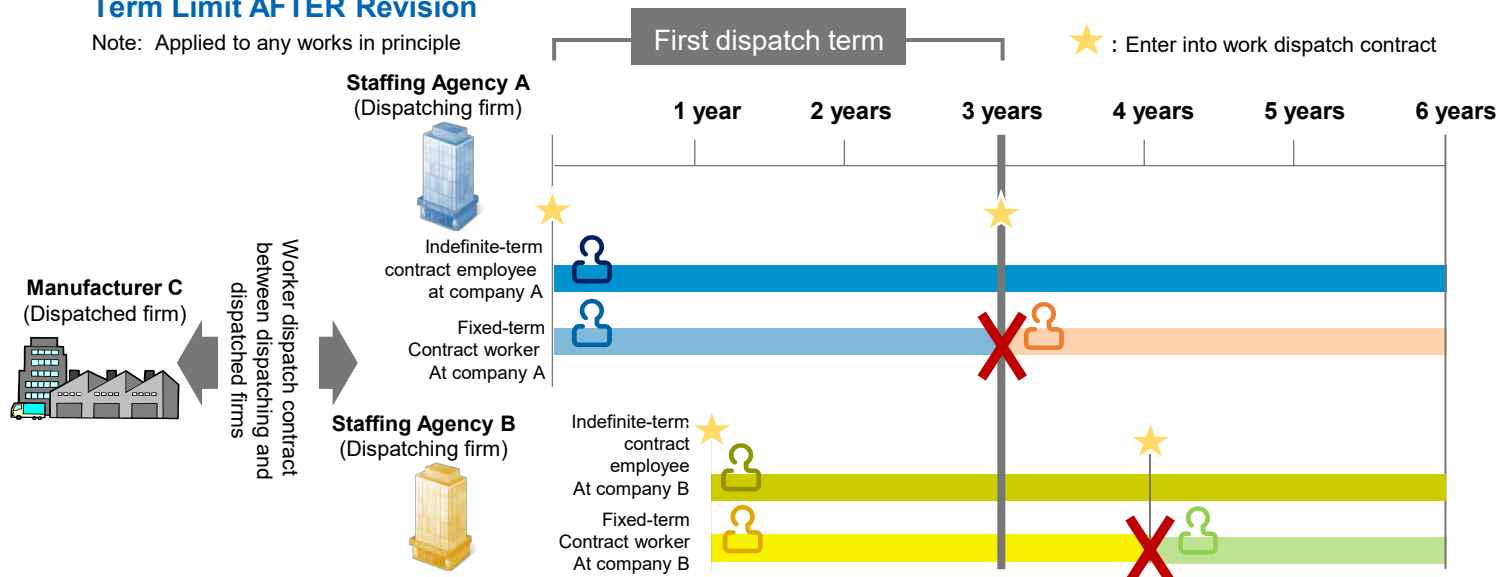 Term Limit AFTER Revision
Note: Applied to any works in principle
First dispatch term
: Enter into work dispatch contract
Staffing Agency A
(Dispatching firm)
1 year
2 years
3 years
4 years
5 years
6 years
Indefinite-term
contract employee
at company A
Fixed-term
Contract worker
At company A
Manufacturer C
(Dispatched firm)
Worker dispatch contract
between dispatching and
dispatched firms
Staffing Agency B
(Dispatching firm)
Indefinite-term
contract
employee
At company B
Fixed-term
Contract worker
At company B